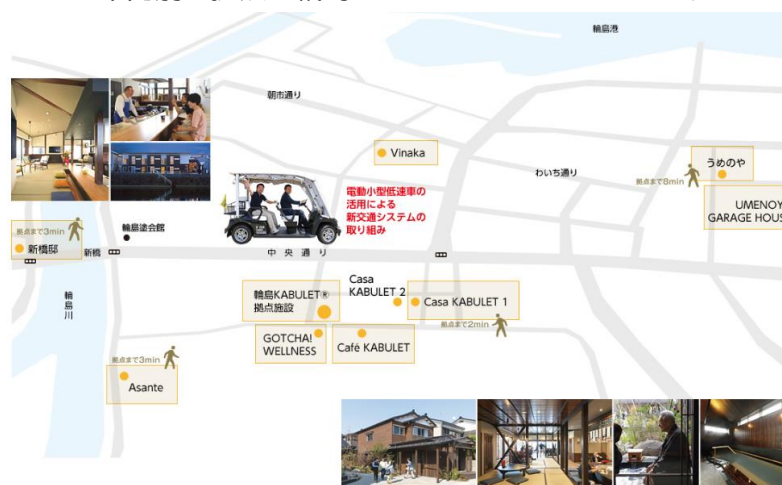 輪島港
朝市通り
Vinaka
わいち通り
うめのや
拠点まで8min
UMENOY
GARAGE HOUS
電動小型低速車の
活用による
新交通システムの
取り組み
拠点まで3min
新橋邸
新橋
輪島塗会館
中央通り
輪島川
輪島KABULET®
拠点施設
Casa
KABULET 2
Casa KABULET 1
拠点まで2min
GOTCHA!
WELLNESS
Café KABULET
拠点まで3min
Asante